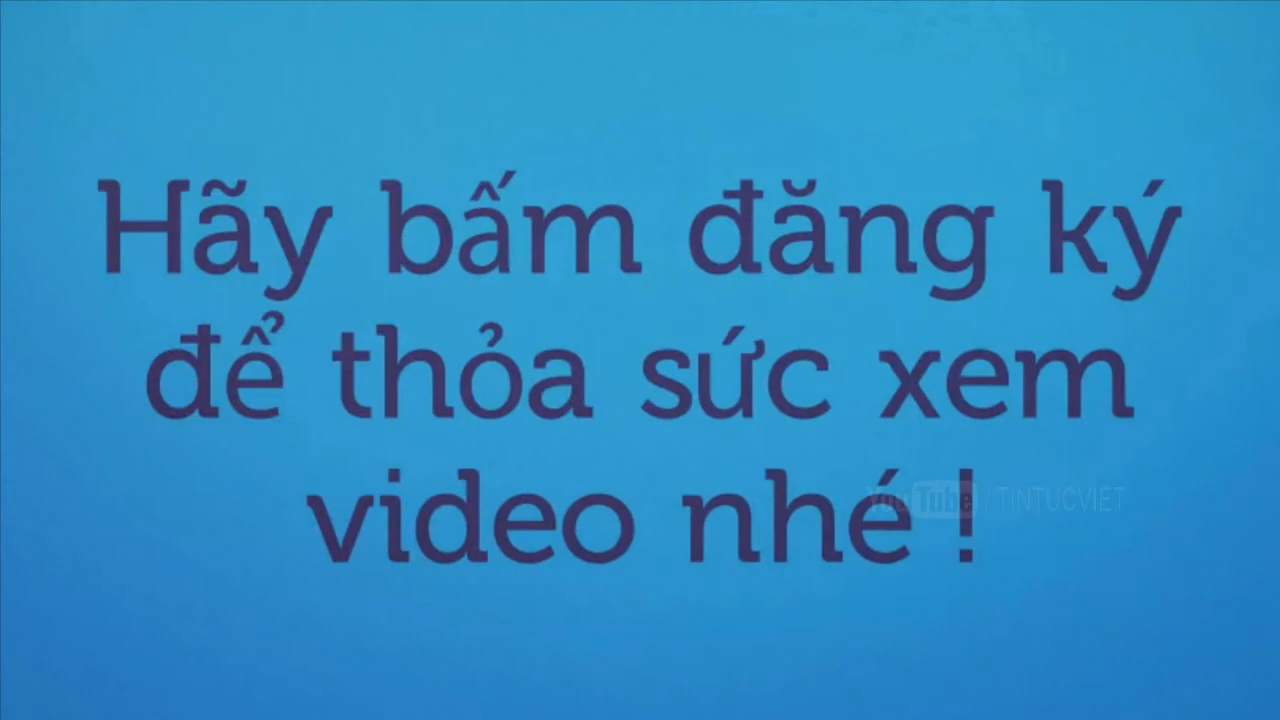 Hãy bấm đăng ký
để thỏa sức xem
video nhé !
YouTube / TINTUCVIET